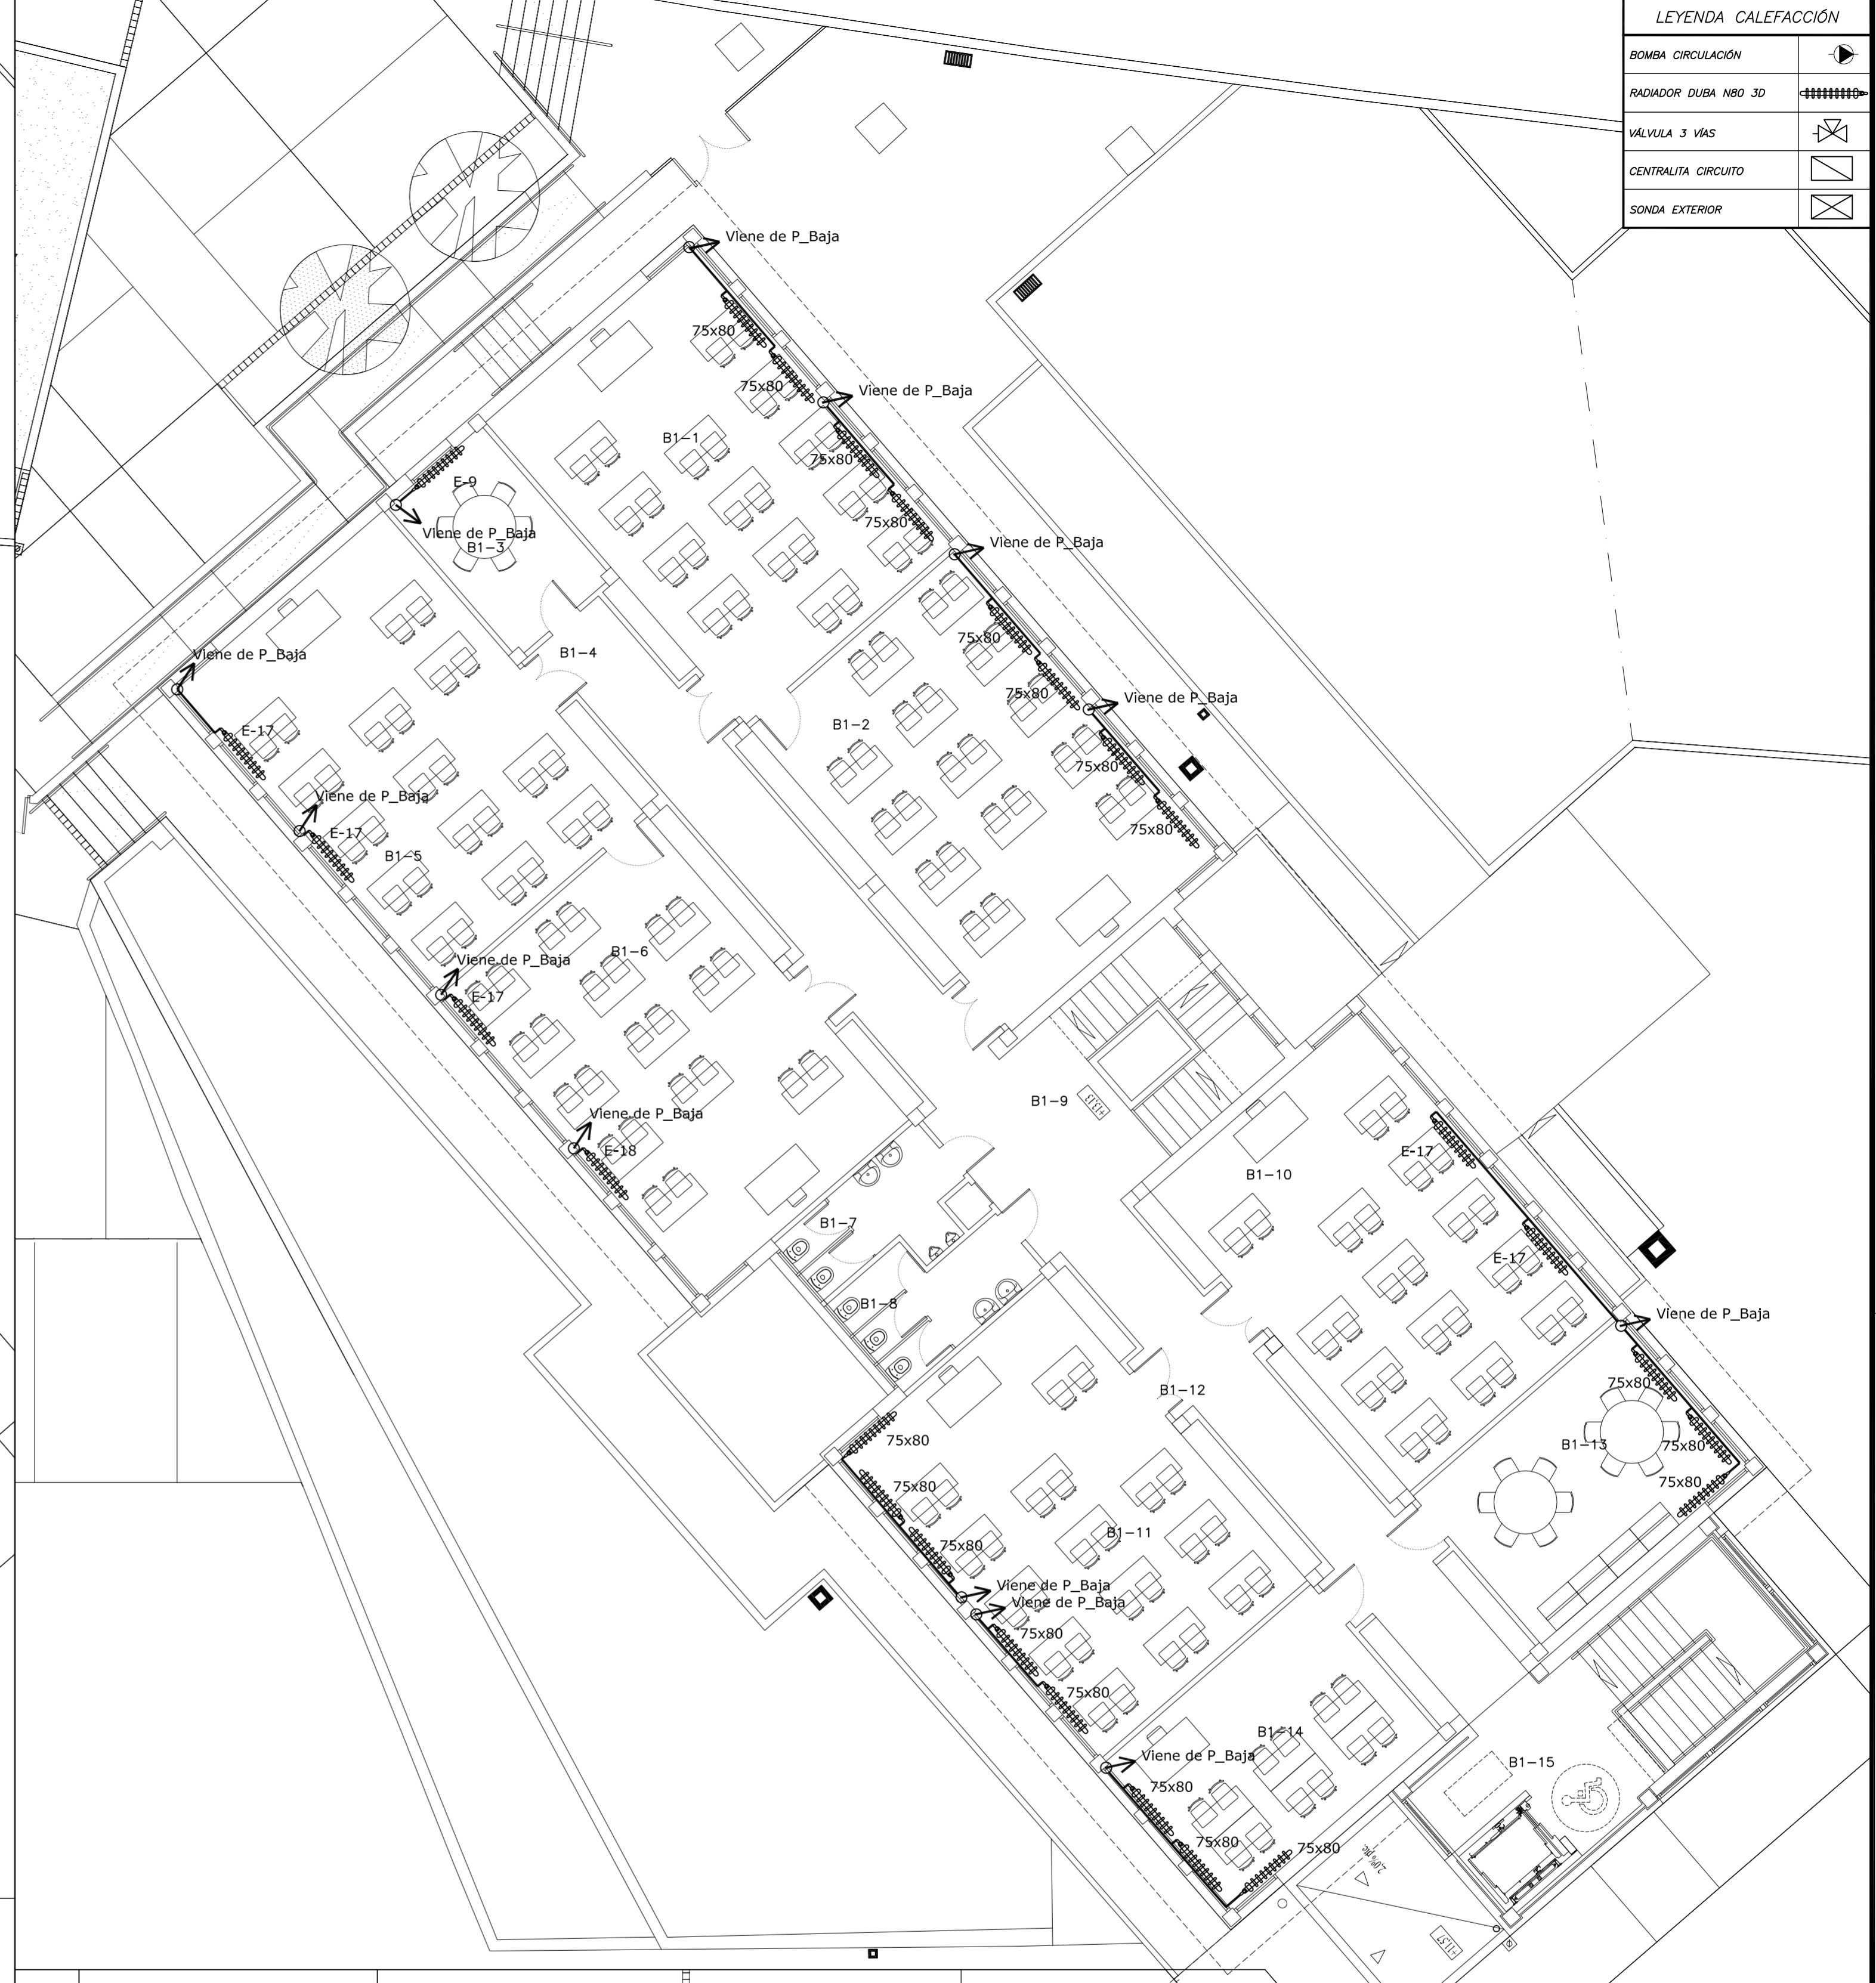 LEYENDA CALEFACCIÓN
BOMBA CIRCULACIÓN
RADIADOR DUBA N80 3D
VÁLVULA 3 VÍAS
CENTRALITA CIRCUITO
SONDA EXTERIOR
Viene de P_Baja
75x80
75x80
Viene de P_Baja
B1-1
75x80
E-9
75x80
Viene de P_Baja
Viene de P_Baja
B1-3
75x80
B1-4
Viene de P_Baja
75x80
Viene de P_Baja
B1-2
E-17
75x80
Viene de P_Baja
75x80
E-17
B1-5
B1-6
Viene de P_Baja
E-17
B1-9
+13,13
Viene de P_Baja
E-18
E-17
B1-10
B1-7
E-17
B1-8
Viene de P_Baja
75x80
B1-12
75x80
B1-13
75x80
75x80
75x80
B1-11
75x80
Viene de P_Baja
Viene de P_Baja
75x80
75x80
B1-14
Viene de P_Baja
B1-15
75x80
75x80
75x80
+11,57